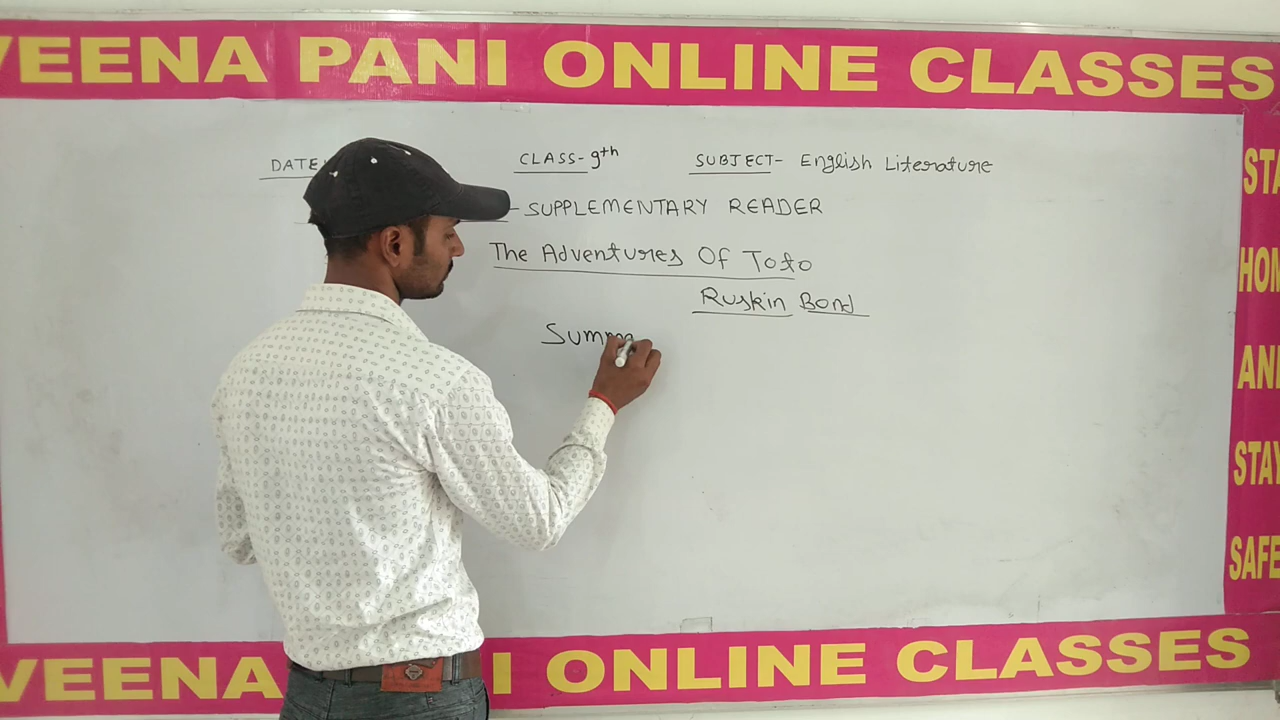 VEENA PANI ONLINE CLASSES
DATE:
CLASS-9th
SUBJECT- English Literature
- SUPPLEMENTARY READER
The Adventures Of Toto
Ruskin Bond
Summa
STA
HOM
AN
STAY
SAFE
VEENA PANI ONLINE CLASSES